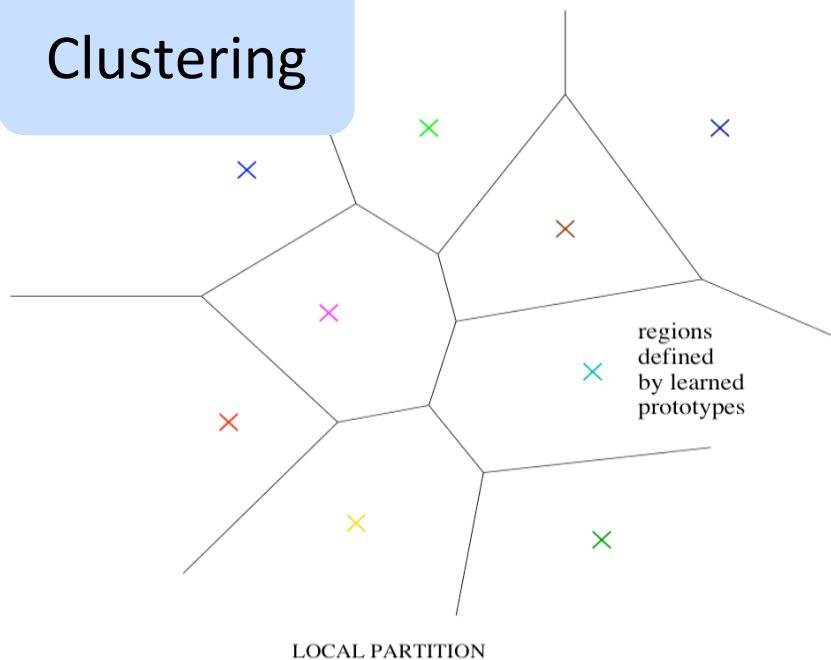 Clustering
regions
defined
by learned
prototypes
LOCAL PARTITION